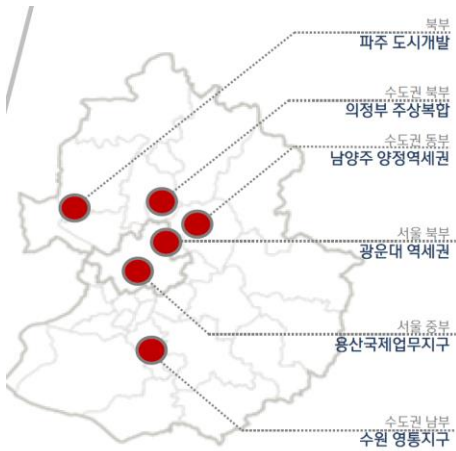 북부
파주 도시개발
수도권 북부
의정부 주상복합
수도권 동부
남양주 양정역세권
서울 북부
광운대 역세권
서울 중부
용산국제업무지구
수도권 남부
수원 영통지구